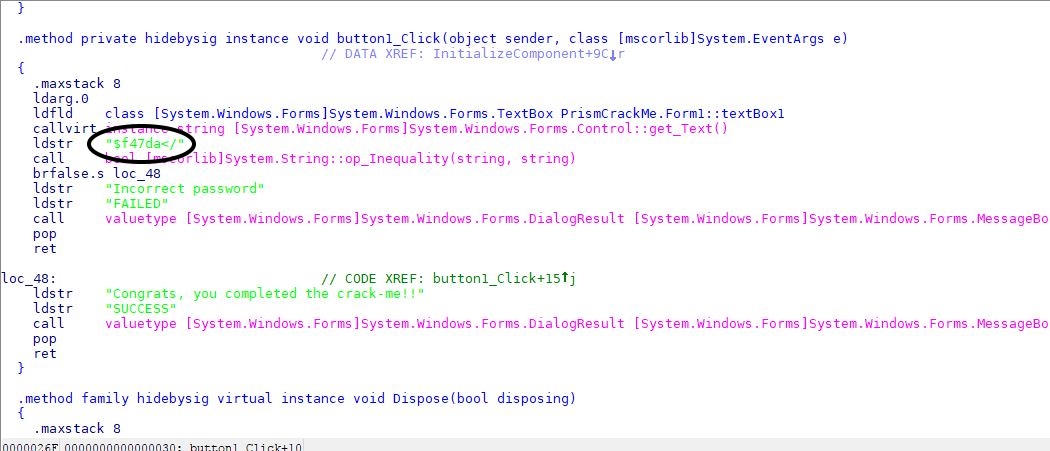 }
.method private hidebysig instance void button1_Click(object sender, class [mscorlib]System.EventArgs e)
// DATA XREF: InitializeComponent+9C↓r
{
.maxstack 8
ldarg.0
ldfld class [System.Windows.Forms]System.Windows.Forms.TextBox PrismCrackMe.Form1::textBox1
callvirt instance string [System.Windows.Forms]System.Windows.Forms.Control::get_Text()
ldstr "$f47da</"
call bool [mscorlib]System.String::op_Inequality(string, string)
brfalse.s loc_48
ldstr "Incorrect password"
ldstr "FAILED"
call valuetype [System.Windows.Forms]System.Windows.Forms.DialogResult [System.Windows.Forms]System.Windows.Forms.MessageBo
pop
ret
loc_48: // CODE XREF: button1_Click+15↑j
ldstr "Congrats, you completed the crack-me!!"
ldstr "SUCCESS"
call valuetype [System.Windows.Forms]System.Windows.Forms.DialogResult [System.Windows.Forms]System.Windows.Forms.MessageBo
pop
ret
}
.method family hidebysig virtual instance void Dispose(bool disposing)
{
.maxstack 8
0000026F 0000000000000030: button1_Click+10